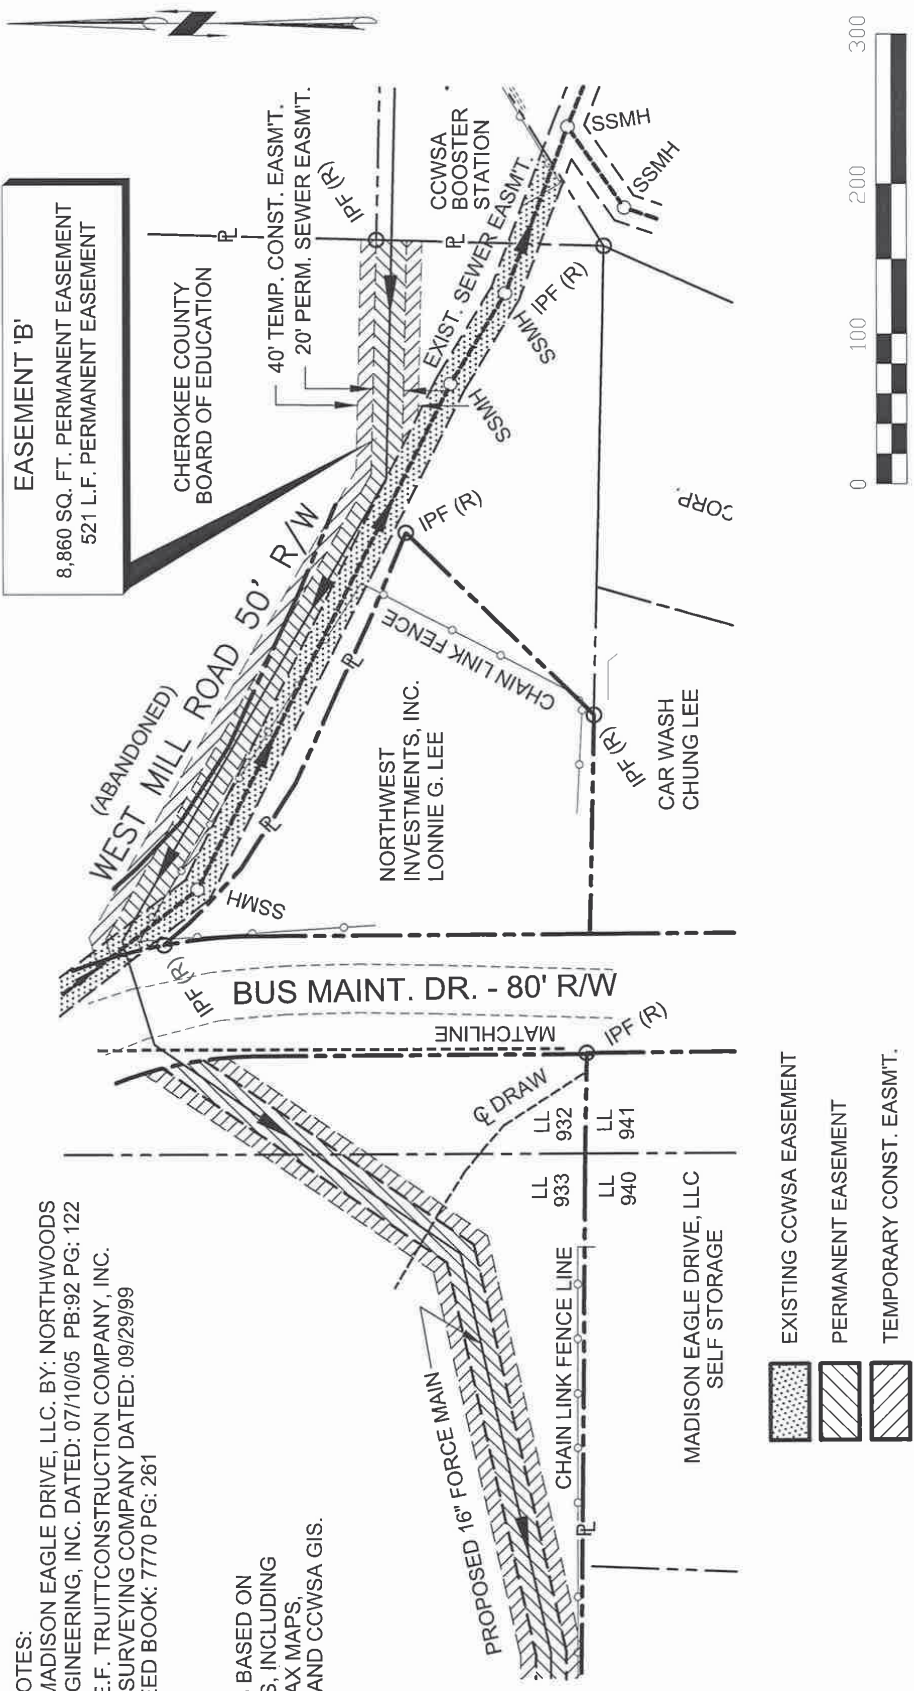 OTES:
MADISON EAGLE DRIVE, LLC. BY: NORTHWOODS
GINEERING, INC. DATED: 07/10/05 PB:92 PG: 122
E.F. TRUITTCONSTRUCTION COMPANY, INC.
SURVEYING COMPANY DATED: 09/29/99
ED BOOK: 7770 PG: 261
BASED ON
S, INCLUDING
AX MAPS,
AND CCWSA GIS.
EASEMENT 'B'
8,860 SQ. FT. PERMANENT EASEMENT
521 L.F. PERMANENT EASEMENT
CHEROKEE COUNTY
BOARD OF EDUCATION
40' TEMP. CONST. EASM'T.
20' PERM. SEWER EASM'T.
IPF (R)
PL
CCWSA
BOOSTER
STATION
(ABANDONED)
WEST MILL ROAD 50' R/W
EXIST. SEWER EASM'T.
SSMH
SSMH
SSMH
SSMH
IPF (R)
PL
IPF (R)
PL
PL
SSMH
IPF (R)
CHAIN LINK FENCE
NORTHWEST
INVESTMENTS, INC.
LONNIE G. LEE
IPF (R)
CAR WASH
CHUNG LEE
CORP
BUS MAINT. DR. - 80' R/W
MATCHLINE
IPF (R)
CL DRAW
LL
932
LL
941
LL
933
LL
940
PROPOSED 16" FORCE MAIN
CHAIN LINK FENCE LINE
PL
MADISON EAGLE DRIVE, LLC
SELF STORAGE
EXISTING CCWSA EASEMENT
PERMANENT EASEMENT
TEMPORARY CONST. EASM'T.
0 100 200 300